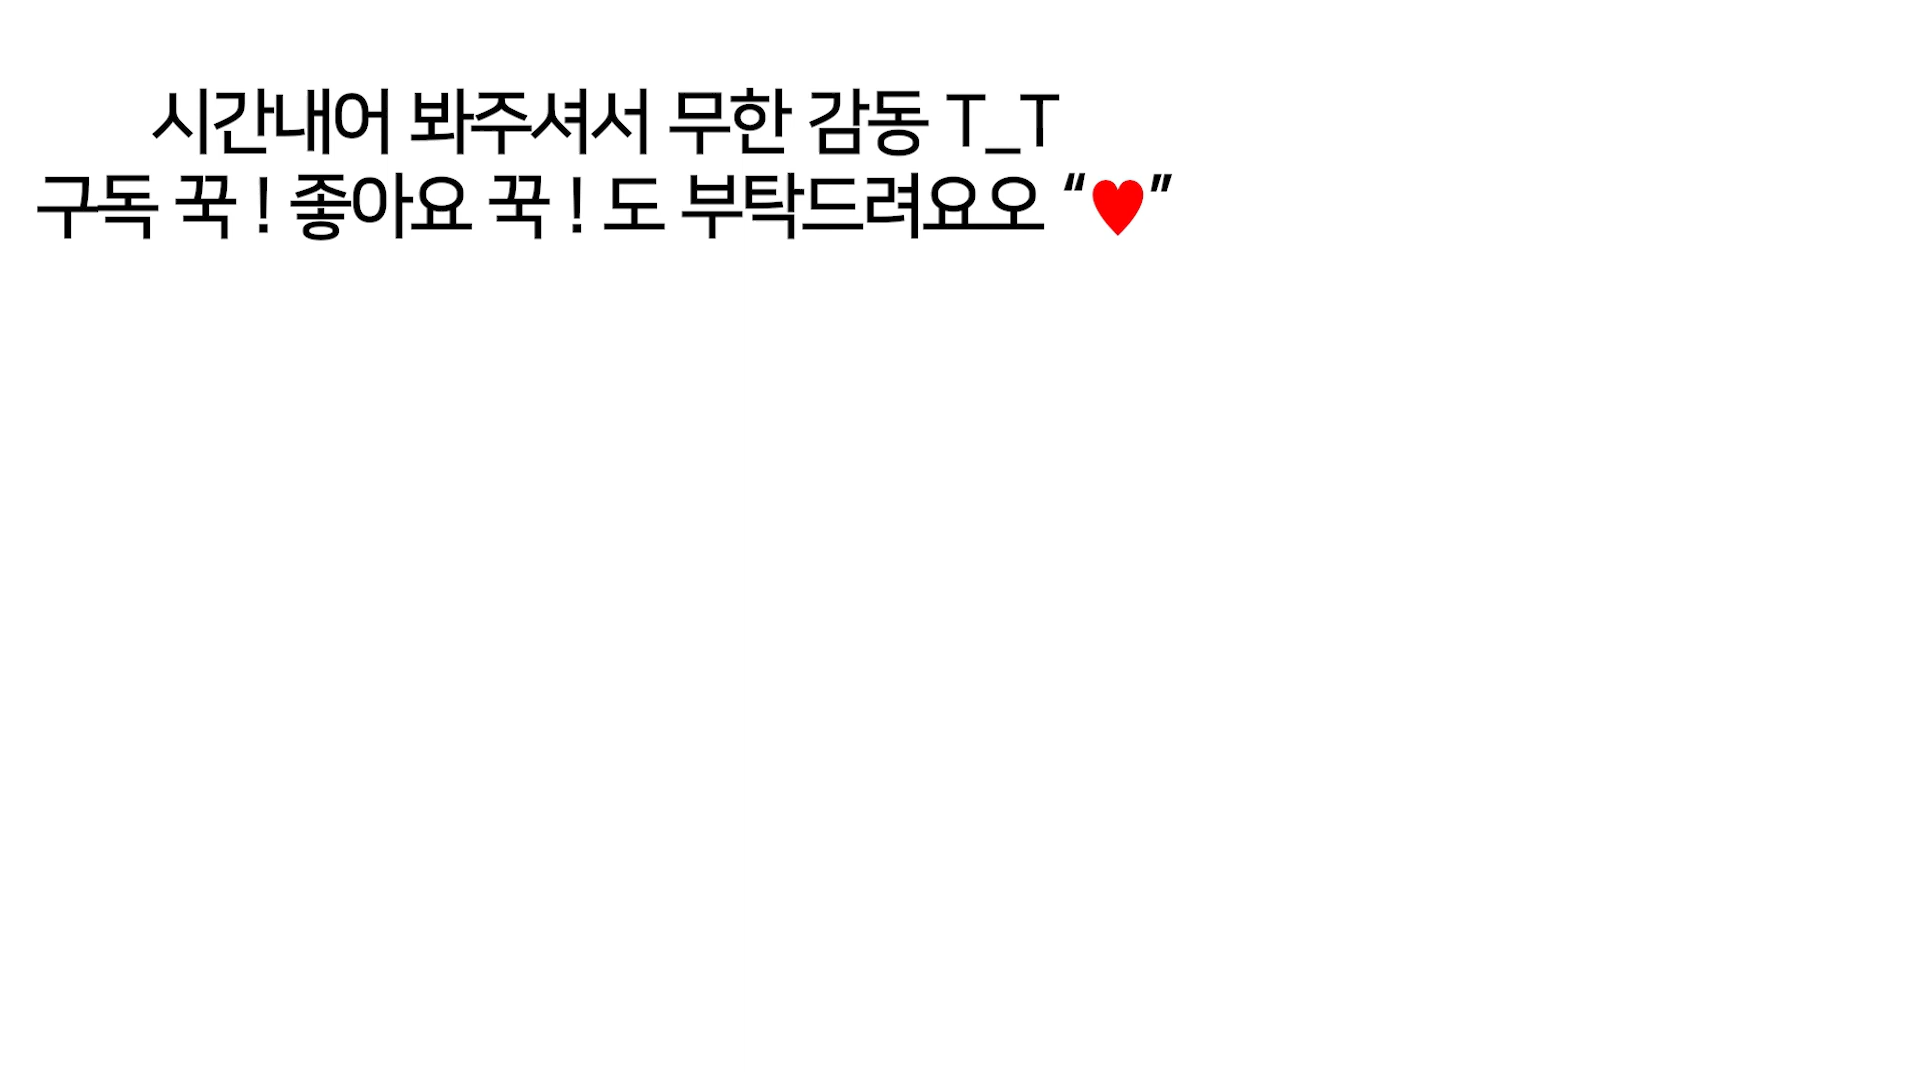 시간내어 봐주셔서 무한 감동 T_T
구독 꾹 ! 좋아요 꾹 ! 도 부탁드려요오 “♥”